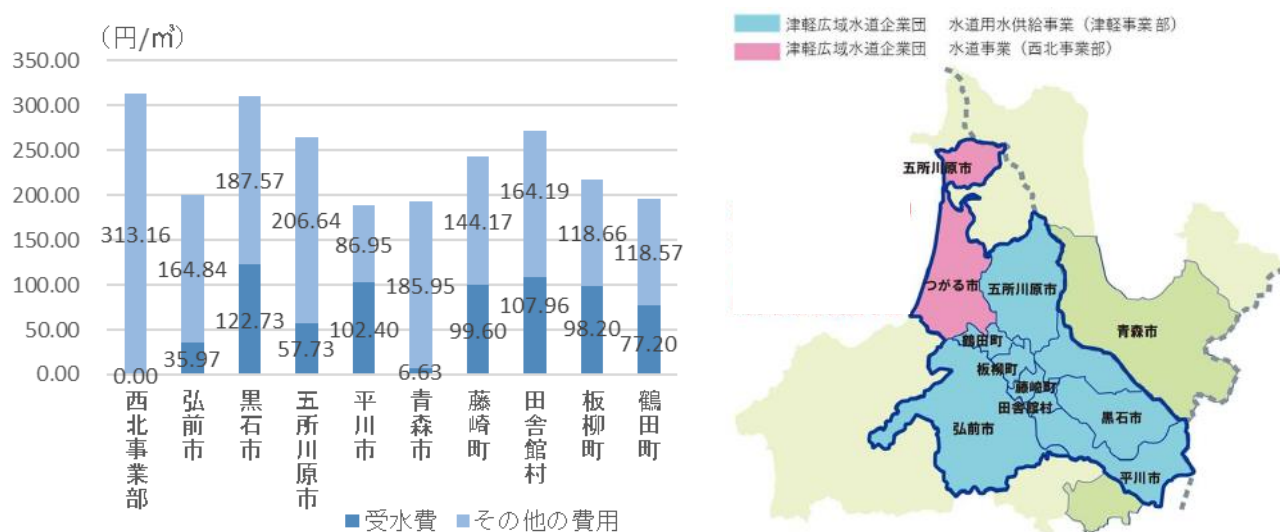 （円/㎥）
350.00
300.00
250.00
200.00
150.00
100.00
50.00
0.00
313.16
0.00
164.84
35.97
187.57
122.73
206.64
57.73
86.95
102.40
185.95
6.63
144.17
99.60
164.19
107.96
118.66
98.20
118.57
77.20
西北事業部
弘前市
黒石市
五所川原市
平川市
青森市
藤崎町
田舎館村
板柳町
鶴田町
■受水費 ■その他の費用
津軽広域水道企業団 水道用水供給事業（津軽事業部）
津軽広域水道企業団 水道事業（西北事業部）
五所川原市
つがる市
五所川原市
青森市
鶴田町
板柳町
藤崎町
田舎館村
黒石市
弘前市
平川市